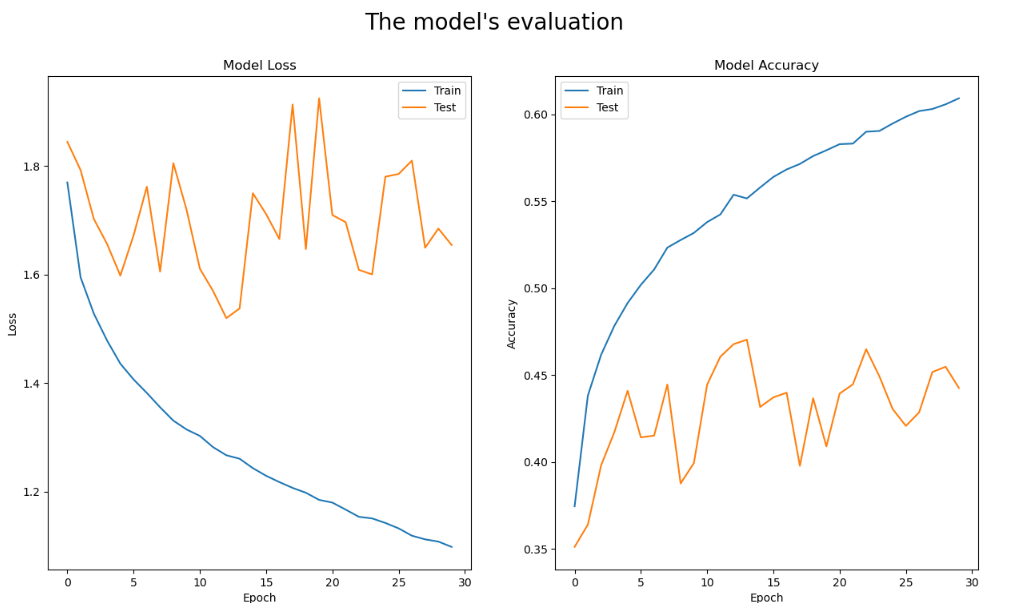 The model's evaluation
Model Loss
Train
Test
1.8
1.6
1.4
1.2
Loss
0 5 10 15 20 25 30
Epoch
Model Accuracy
Train
Test
0.60
0.55
0.50
0.45
0.40
0.35
Accuracy
0 5 10 15 20 25 30
Epoch